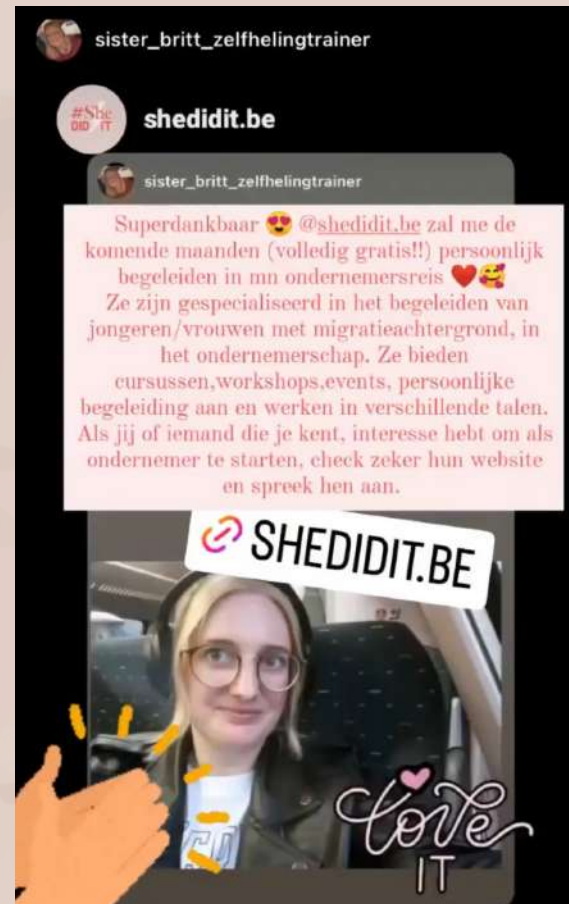 sister_britt_zelfhelingtrainer
#She
DID IT
shedidit.be
sister_britt_zelfhelingtrainer
Superdankbaar 😍 @shedidit.be zal me de
komende maanden (volledig gratis!!) persoonlijk
begeleiden in mn ondernemersreis ❤️🥰
Ze zijn gespecialiseerd in het begeleiden van
jongeren/vrouwen met migratieachtergrond, in
het ondernemerschap. Ze bieden
cursussen,workshops,events, persoonlijke
begeleiding aan en werken in verschillende talen.
Als jij of iemand die je kent, interesse hebt om als
ondernemer te starten, check zeker hun website
en spreek hen aan.
SHEDIDIT.BE
love
IT